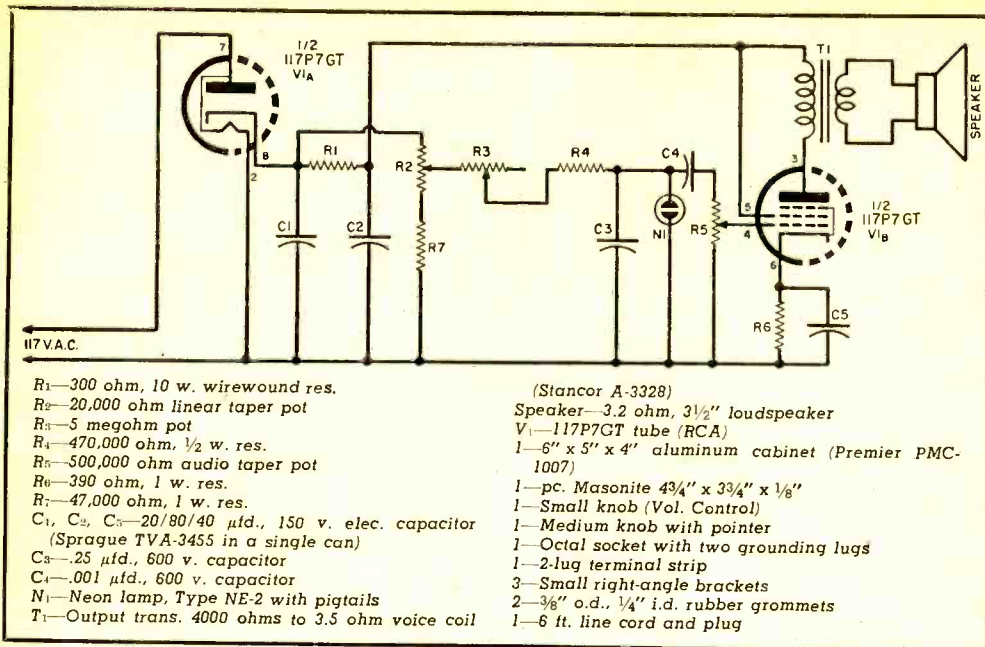 1/2
117P7GT
V1A
7
8
2
R1
R2
R3
R4
C4
T1
SPEAKER
3
5
4
6
1/2
117P7GT
V1B
C1
C2
R7
C3
N1
R5
R6
C5
117 V.A.C.
R1—300 ohm, 10 w. wirewound res.
R2—20,000 ohm linear taper pot
R3—5 megohm pot
R4—470,000 ohm, ½ w. res.
R5—500,000 ohm audio taper pot
R6—390 ohm, 1 w. res.
R7—47,000 ohm, 1 w. res.
C1, C2, C5—20/80/40 µfd., 150 v. elec. capacitor
(Sprague TVA-3455 in a single can)
C3—.25 µfd., 600 v. capacitor
C4—.001 µfd., 600 v. capacitor
N1—Neon lamp, Type NE-2 with pigtails
T1—Output trans. 4000 ohms to 3.5 ohm voice coil
(Stancor A-3328)
Speaker—3.2 ohm, 3½" loudspeaker
V1—117P7GT tube (RCA)
1—6" x 5" x 4" aluminum cabinet (Premier PMC-
1007)
1—pc. Masonite 4¾" x 3¾" x ⅛"
1—Small knob (Vol. Control)
1—Medium knob with pointer
1—Octal socket with two grounding lugs
1—2-lug terminal strip
3—Small right-angle brackets
2—⅜" o.d., ¼" i.d. rubber grommets
1—6 ft. line cord and plug